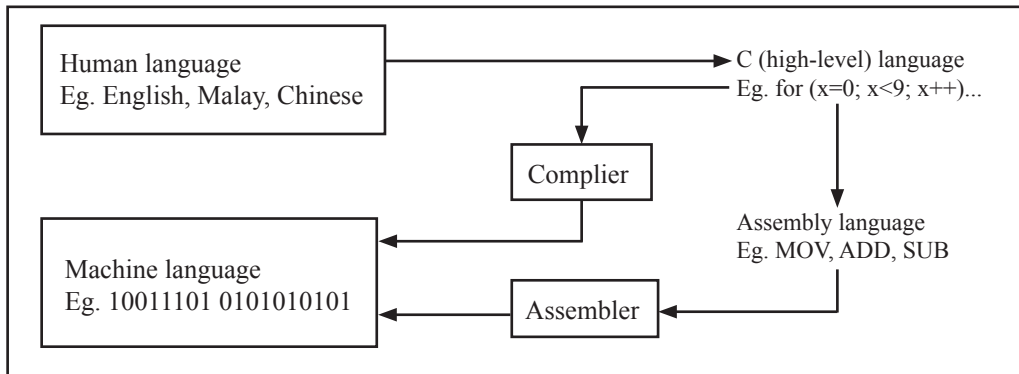 Human language
Eg. English, Malay, Chinese
C (high-level) language
Eg. for (x=0; x<9; x++)...
Complier
Assembly language
Eg. MOV, ADD, SUB
Machine language
Eg. 10011101 0101010101
Assembler